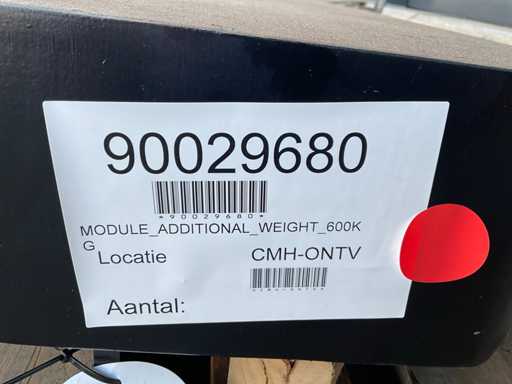 90029680
*90029680*
MODULE_ADDITIONAL_WEIGHT_600K
G
Locatie CMH-ONTV
Aantal: